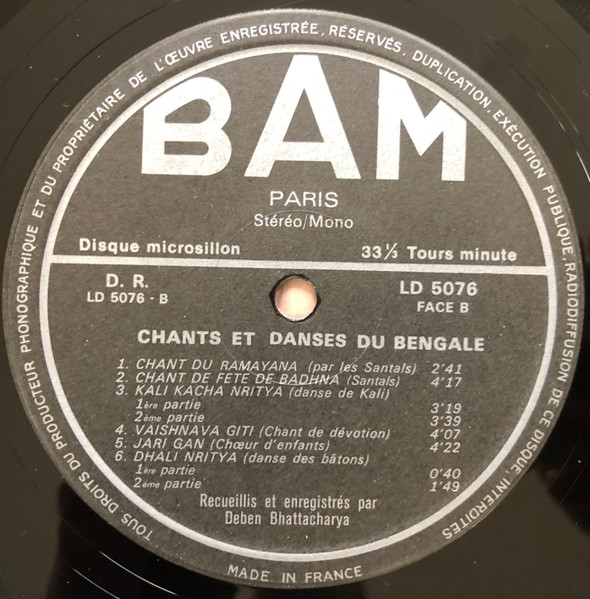 TOUS DROITS DU PRODUCTEUR PHONOGRAPHIQUE ET DU PROPRIÉTAIRE DE L'ŒUVRE ENREGISTRÉE, RÉSERVÉS, DUPLICATION, EXÉCUTION PUBLIQUE, RADIODIFFUSION DE CE DISQUE, INTERDITES
BAM
PARIS
Stéréo/Mono
Disque microsillon 33⅓ Tours minute
D. R. LD 5076
LD 5076 - B FACE B
CHANTS ET DANSES DU BENGALE
1. CHANT DU RAMAYANA (par les Santals) 2'41
2. CHANT DE FETE DE BADHNA (Santals) 4'17
3. KALI KACHA NRITYA (danse de Kali)
1ère partie 3'19
2ème partie 3'39
4. VAISHNAVA GITI (Chant de dévotion) 4'07
5. JARI GAN (Chœur d'enfants) 4'22
6. DHALI NRITYA (danse des bâtons)
1ère partie 0'40
2ème partie 1'49
Recueillis et enregistrés par
Deben Bhattacharya
MADE IN FRANCE